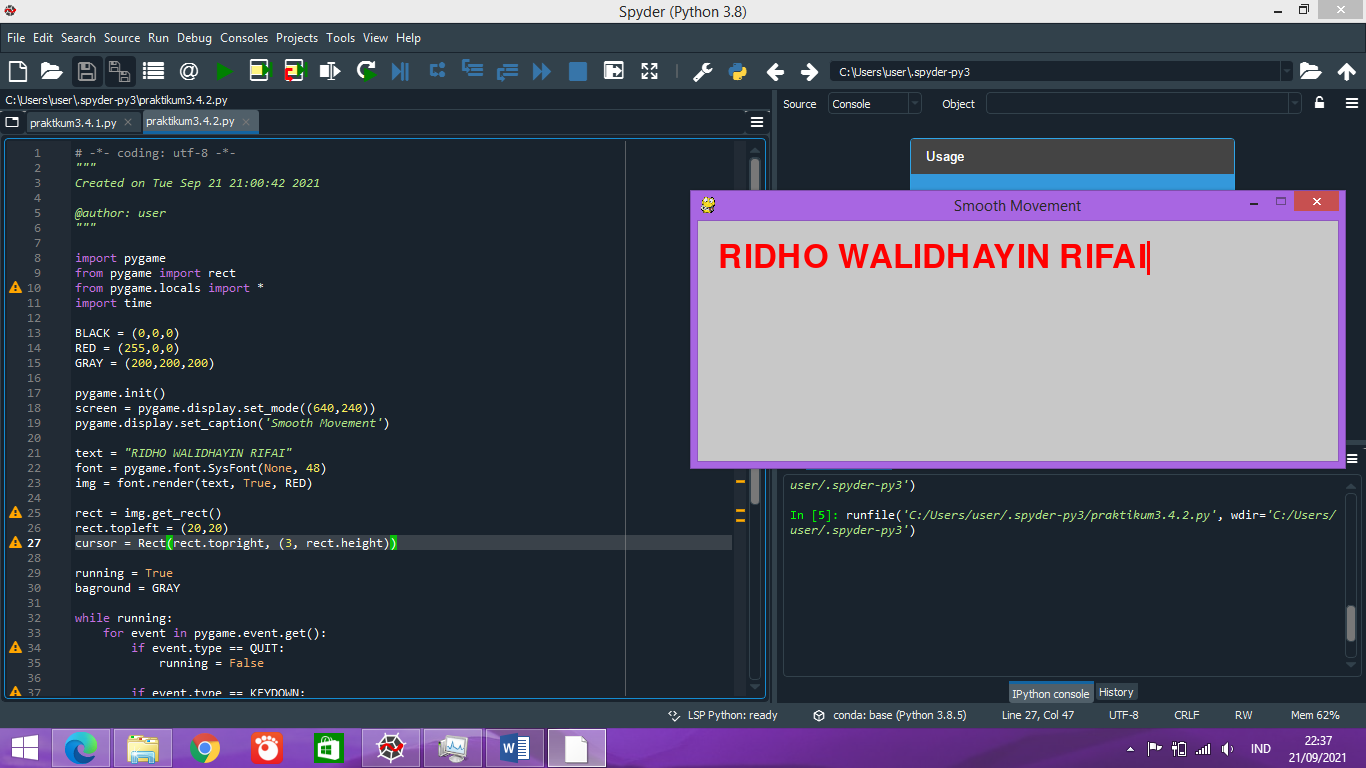 Spyder (Python 3.8)
File Edit Search Source Run Debug Consoles Projects Tools View Help
C:\Users\user\.spyder-py3
C:\Users\user\.spyder-py3\praktikum3.4.2.py
Source Console Object
praktkum3.4.1.py praktikum3.4.2.py
Usage
1 # -*- coding: utf-8 -*-
2 """
3 Created on Tue Sep 21 21:00:42 2021
4
5 @author: user
6 """
7
8 import pygame
9 from pygame import rect
10 from pygame.locals import *
11 import time
12
13 BLACK = (0,0,0)
14 RED = (255,0,0)
15 GRAY = (200,200,200)
16
17 pygame.init()
18 screen = pygame.display.set_mode((640,240))
19 pygame.display.set_caption('Smooth Movement')
20
21 text = "RIDHO WALIDHAYIN RIFAI"
22 font = pygame.font.SysFont(None, 48)
23 img = font.render(text, True, RED)
24
25 rect = img.get_rect()
26 rect.topleft = (20,20)
27 cursor = Rect(rect.topright, (3, rect.height))
28
29 running = True
30 baground = GRAY
31
32 while running:
33 for event in pygame.event.get():
34 if event.type == QUIT:
35 running = False
36
37 if event.type == KEYDOWN:
Smooth Movement
RIDHO WALIDHAYIN RIFAI
user/.spyder-py3')
In [5]: runfile('C:/Users/user/.spyder-py3/praktikum3.4.2.py', wdir='C:/Users/
user/.spyder-py3')
IPython console History
LSP Python: ready conda: base (Python 3.8.5) Line 27, Col 47 UTF-8 CRLF RW Mem 62%
IND
22:37
21/09/2021